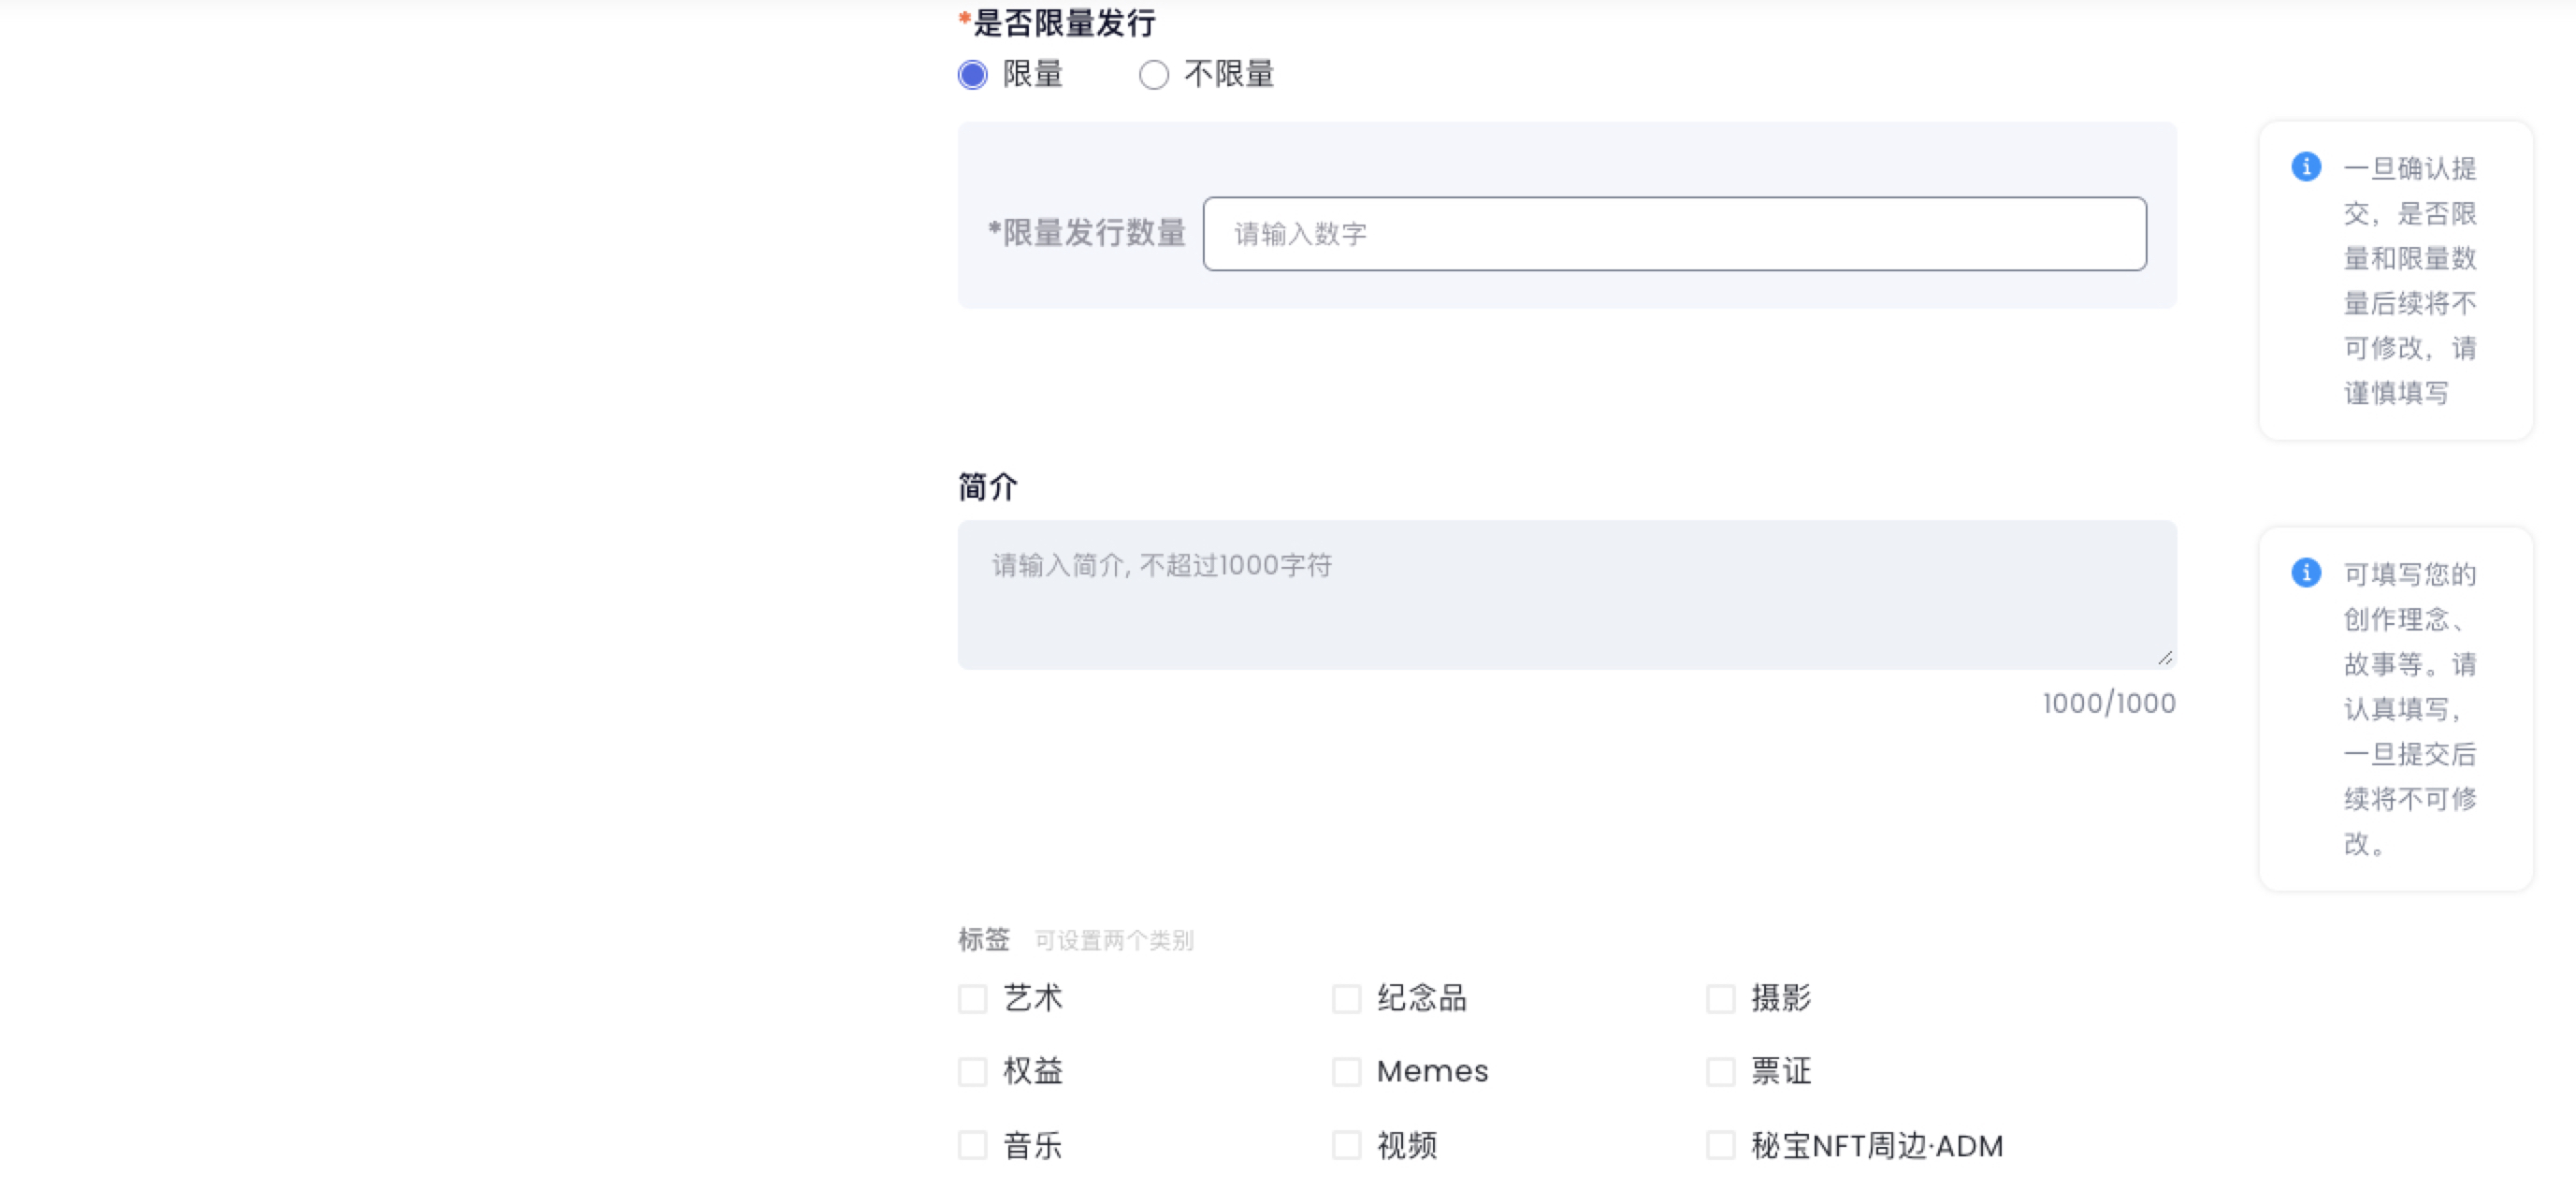 *是否限量发行
限量 不限量
*限量发行数量 请输入数字
一旦确认提
交，是否限
量和限量数
量后续将不
可修改，请
谨慎填写
简介
请输入简介, 不超过1000字符
1000/1000
可填写您的
创作理念、
故事等。请
认真填写，
一旦提交后
续将不可修
改。
标签 可设置两个类别
艺术 纪念品 摄影
权益 Memes 票证
音乐 视频 秘宝NFT周边·ADM